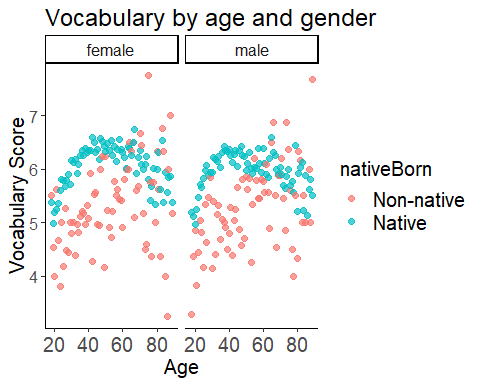 Vocabulary by age and gender
female
male
Vocabulary Score
7
6
5
4
20 40 60 80
20 40 60 80
Age
nativeBorn
Non-native
Native